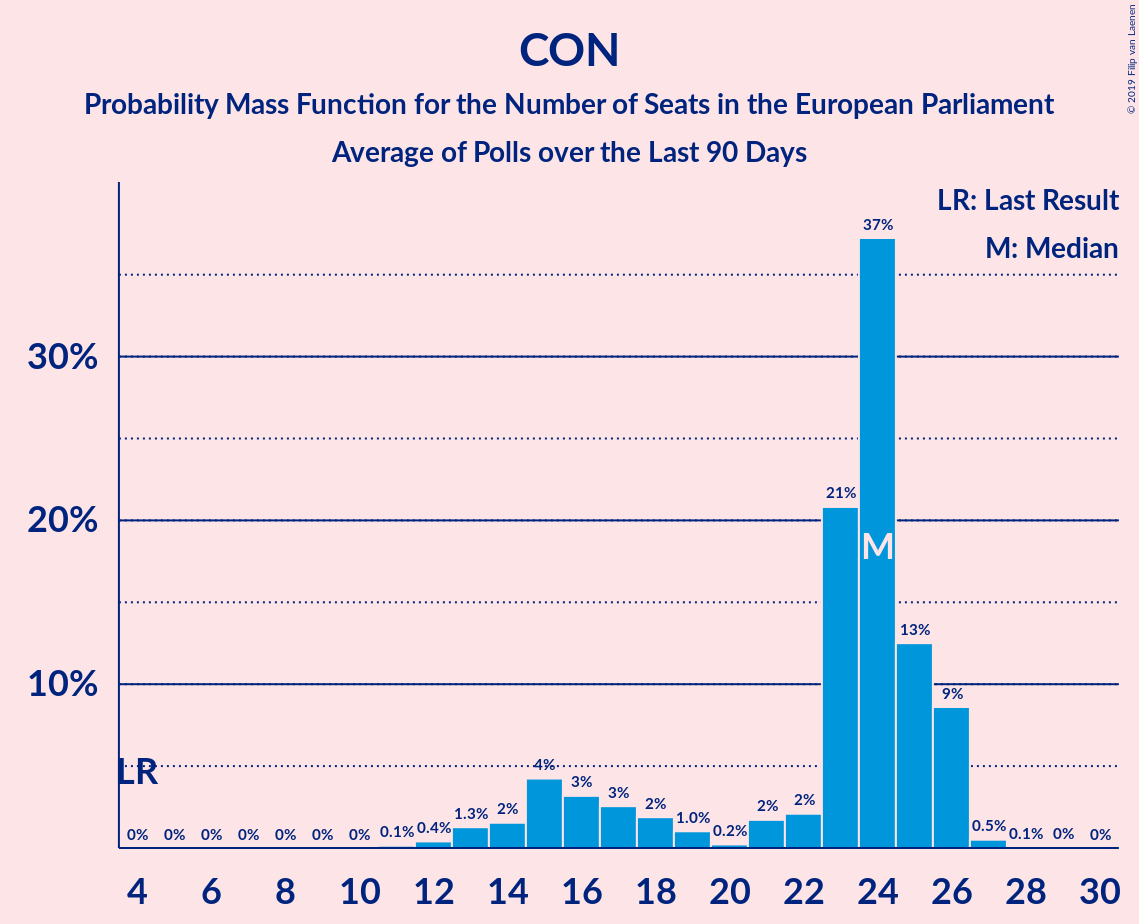 CON
Probability Mass Function for the Number of Seats in the European Parliament
Average of Polls over the Last 90 Days
© 2019 Filip van Laenen
LR: Last Result
M: Median
37%
30%
21%
20%
M
13%
10%
9%
LR
4%
3%
3%
2%
2%
2%
2%
1.3%
1.0%
0% 0% 0% 0% 0% 0% 0% 0.1% 0.4% 0.2% 0.5% 0.1% 0% 0%
4 6 8 10 12 14 16 18 20 22 24 26 28 30